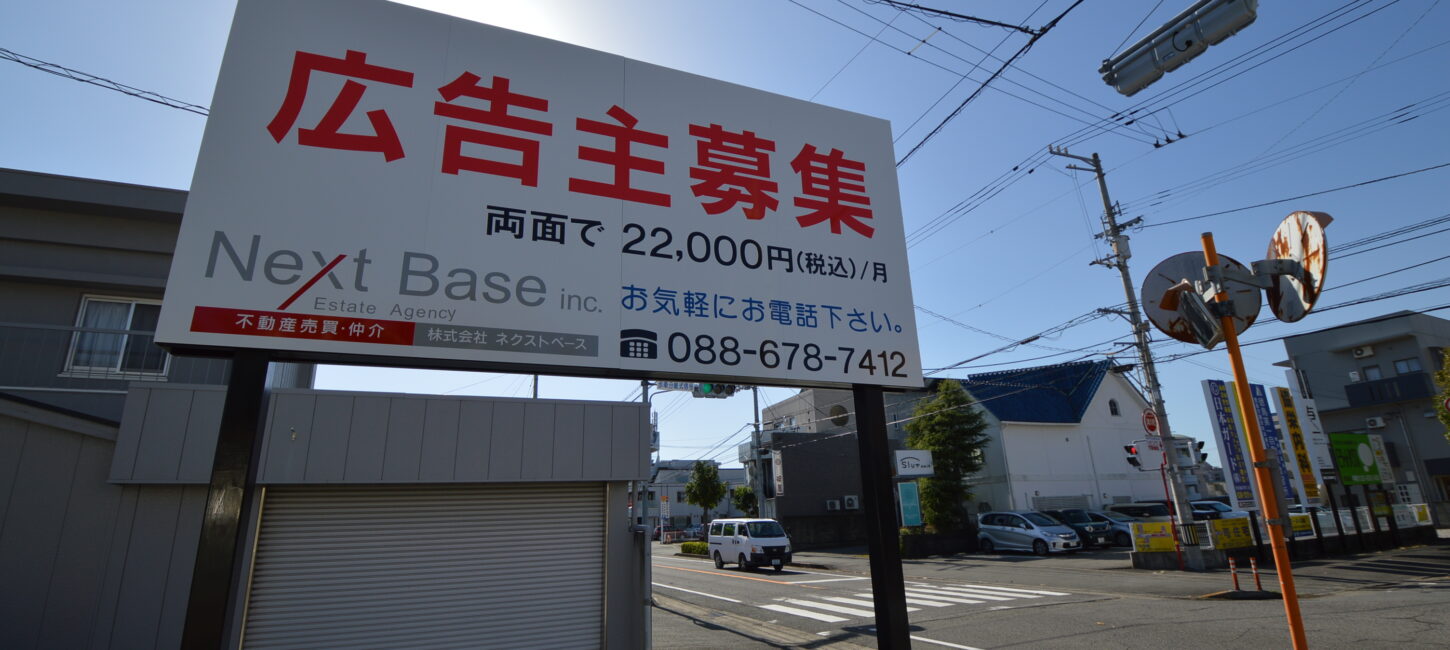 広告主募集
両面で 22,000円(税込)/月
Next Base inc.
Estate Agency
不動産売買・仲介 株式会社 ネクストベース
お気軽にお電話下さい。
088-678-7412